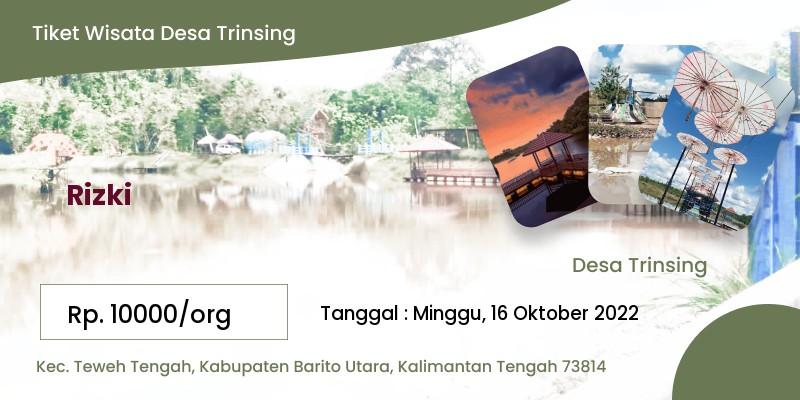 Tiket Wisata Desa Trinsing
Rizki
Desa Trinsing
Rp. 10000/org
Tanggal : Minggu, 16 Oktober 2022
Kec. Teweh Tengah, Kabupaten Barito Utara, Kalimantan Tengah 73814